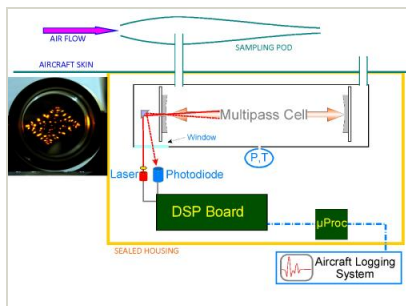 AIR FLOW
SAMPLING POD
AIRCRAFT SKIN
Multipass Cell
Window
P,T
Laser
Photodiode
DSP Board
µProc
SEALED HOUSING
Aircraft Logging
System